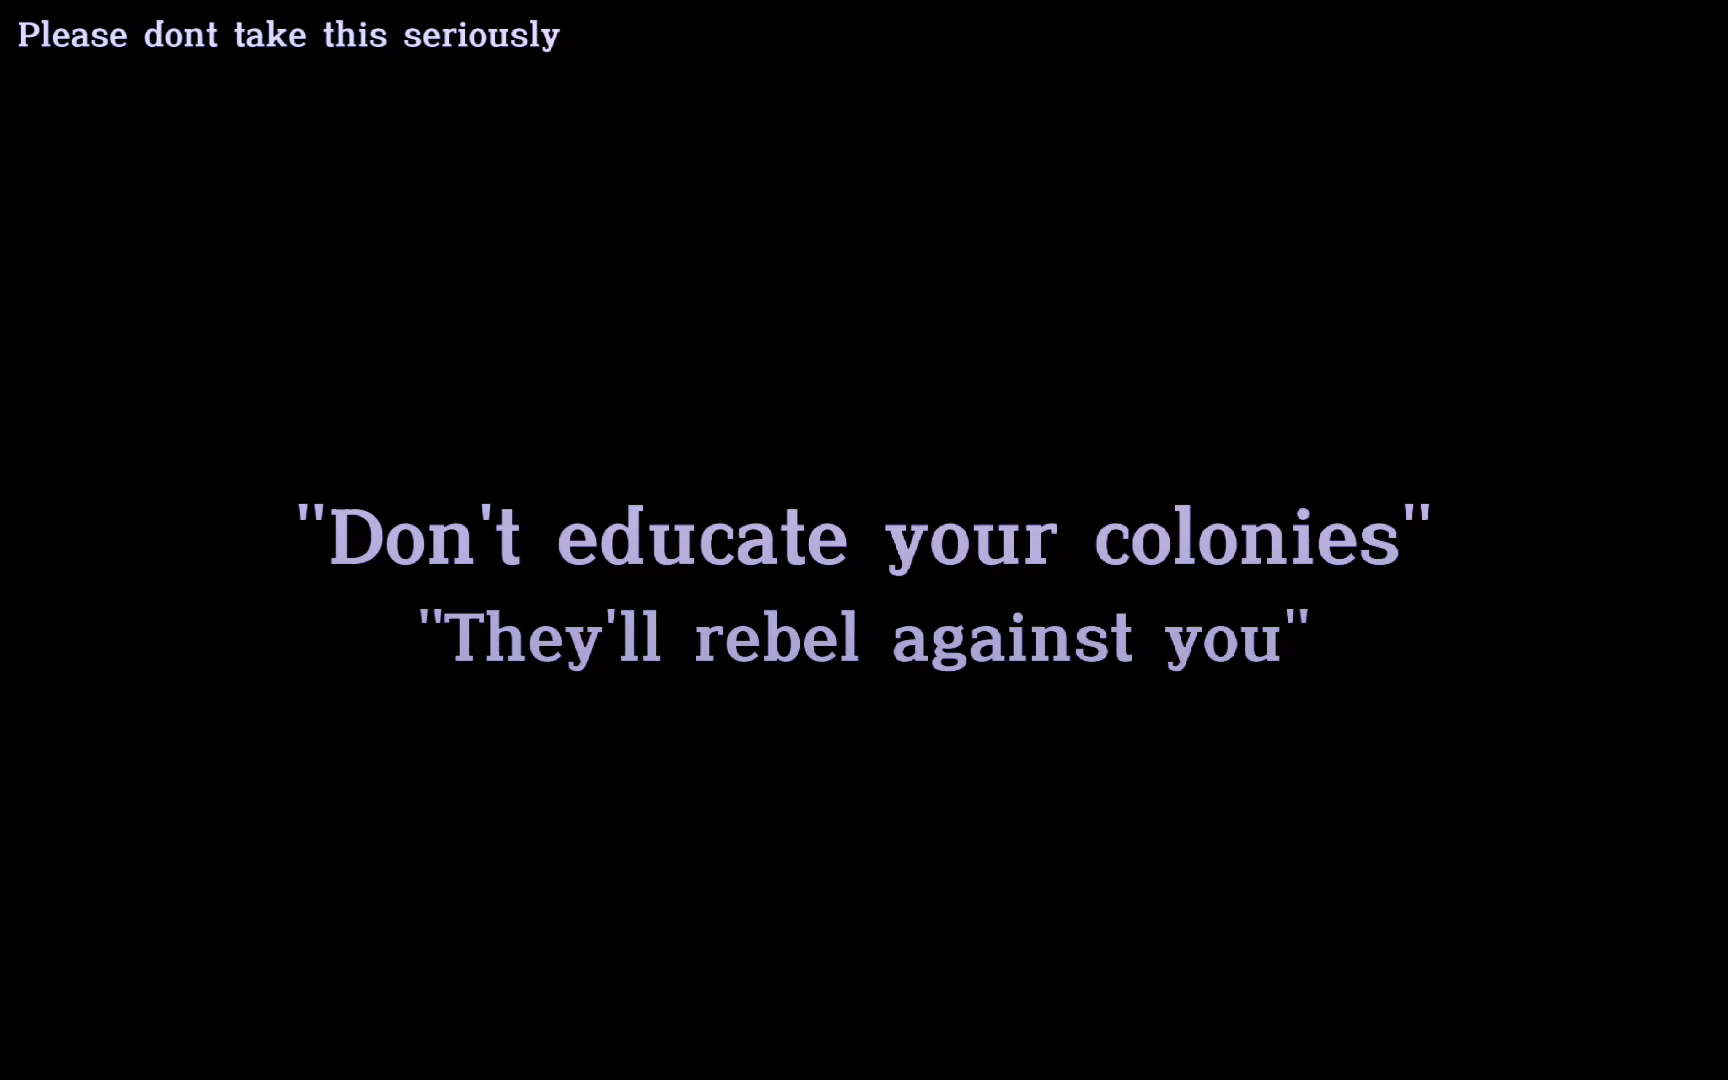 Please dont take this seriously
"Don't educate your colonies"
"They'll rebel against you"